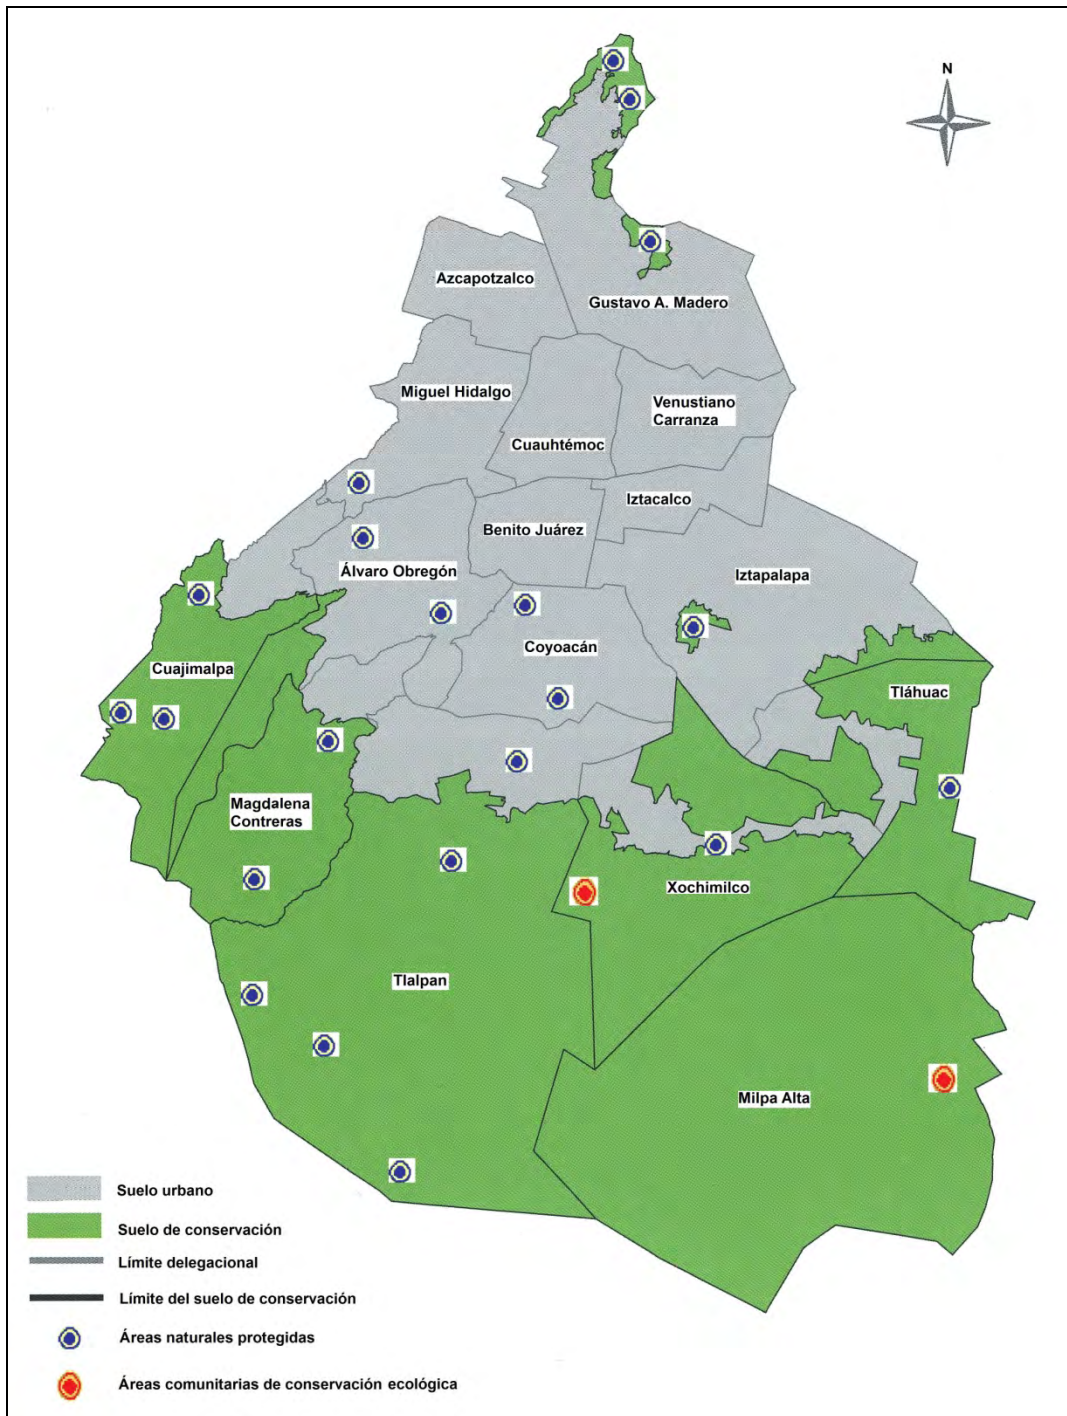 N
Azcapotzalco
Gustavo A. Madero
Miguel Hidalgo
Venustiano
Carranza
Cuauhtémoc
Iztacalco
Benito Juárez
Álvaro Obregón
Iztapalapa
Coyoacán
Cuajimalpa
Tláhuac
Magdalena
Contreras
Xochimilco
Tlalpan
Milpa Alta
Suelo urbano
Suelo de conservación
Límite delegacional
Límite del suelo de conservación
Áreas naturales protegidas
Áreas comunitarias de conservación ecológica